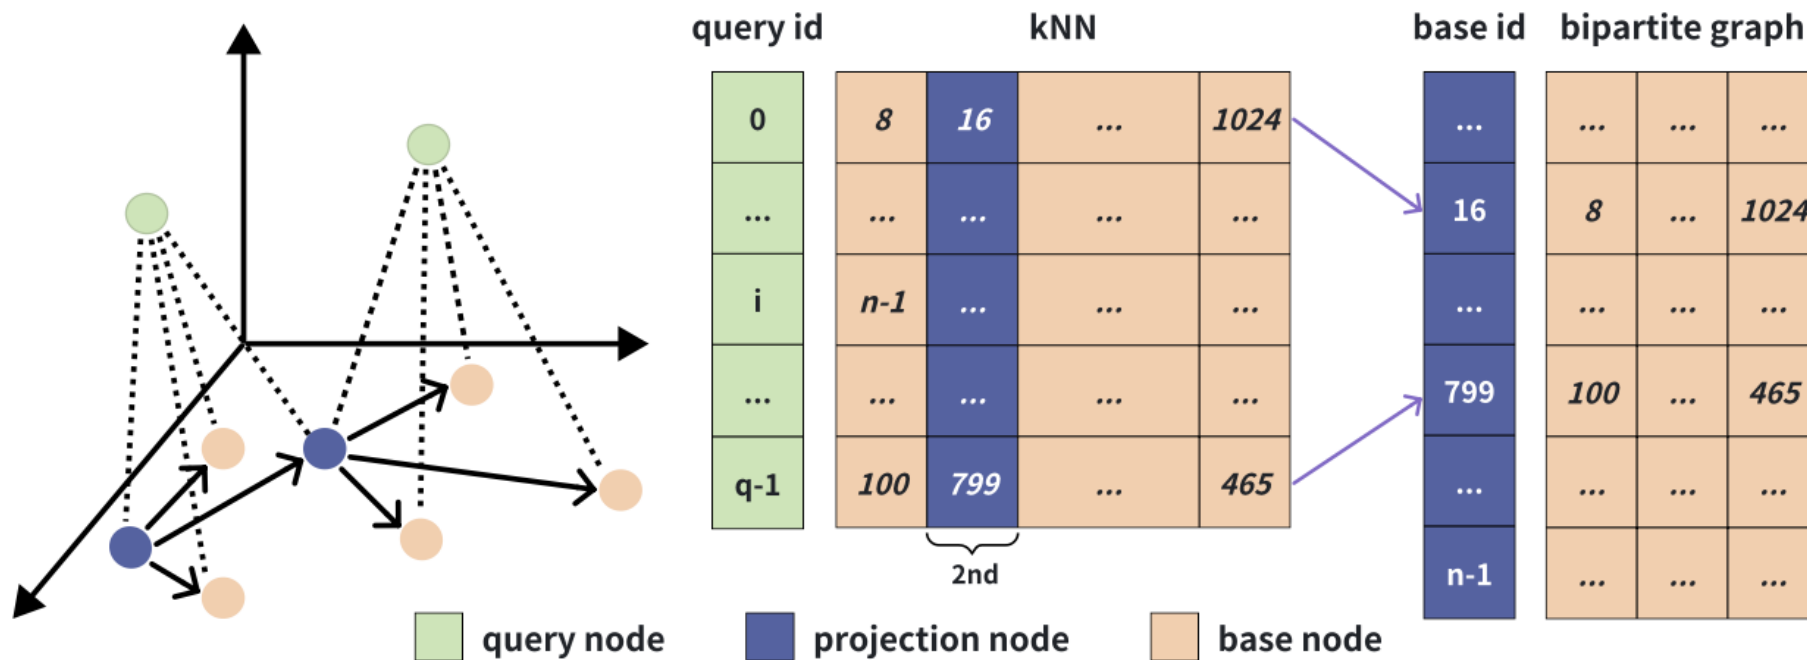 query id kNN base id bipartite graph
0 8 16 ... 1024 ... ... ... ...
... ... ... ... ... 16 8 ... 1024
i n-1 ... ... ... ... ... ... ...
... ... ... ... ... 799 100 ... 465
q-1 100 799 ... 465 ... ... ... ...
2nd n-1 ... ... ...
query node projection node base node